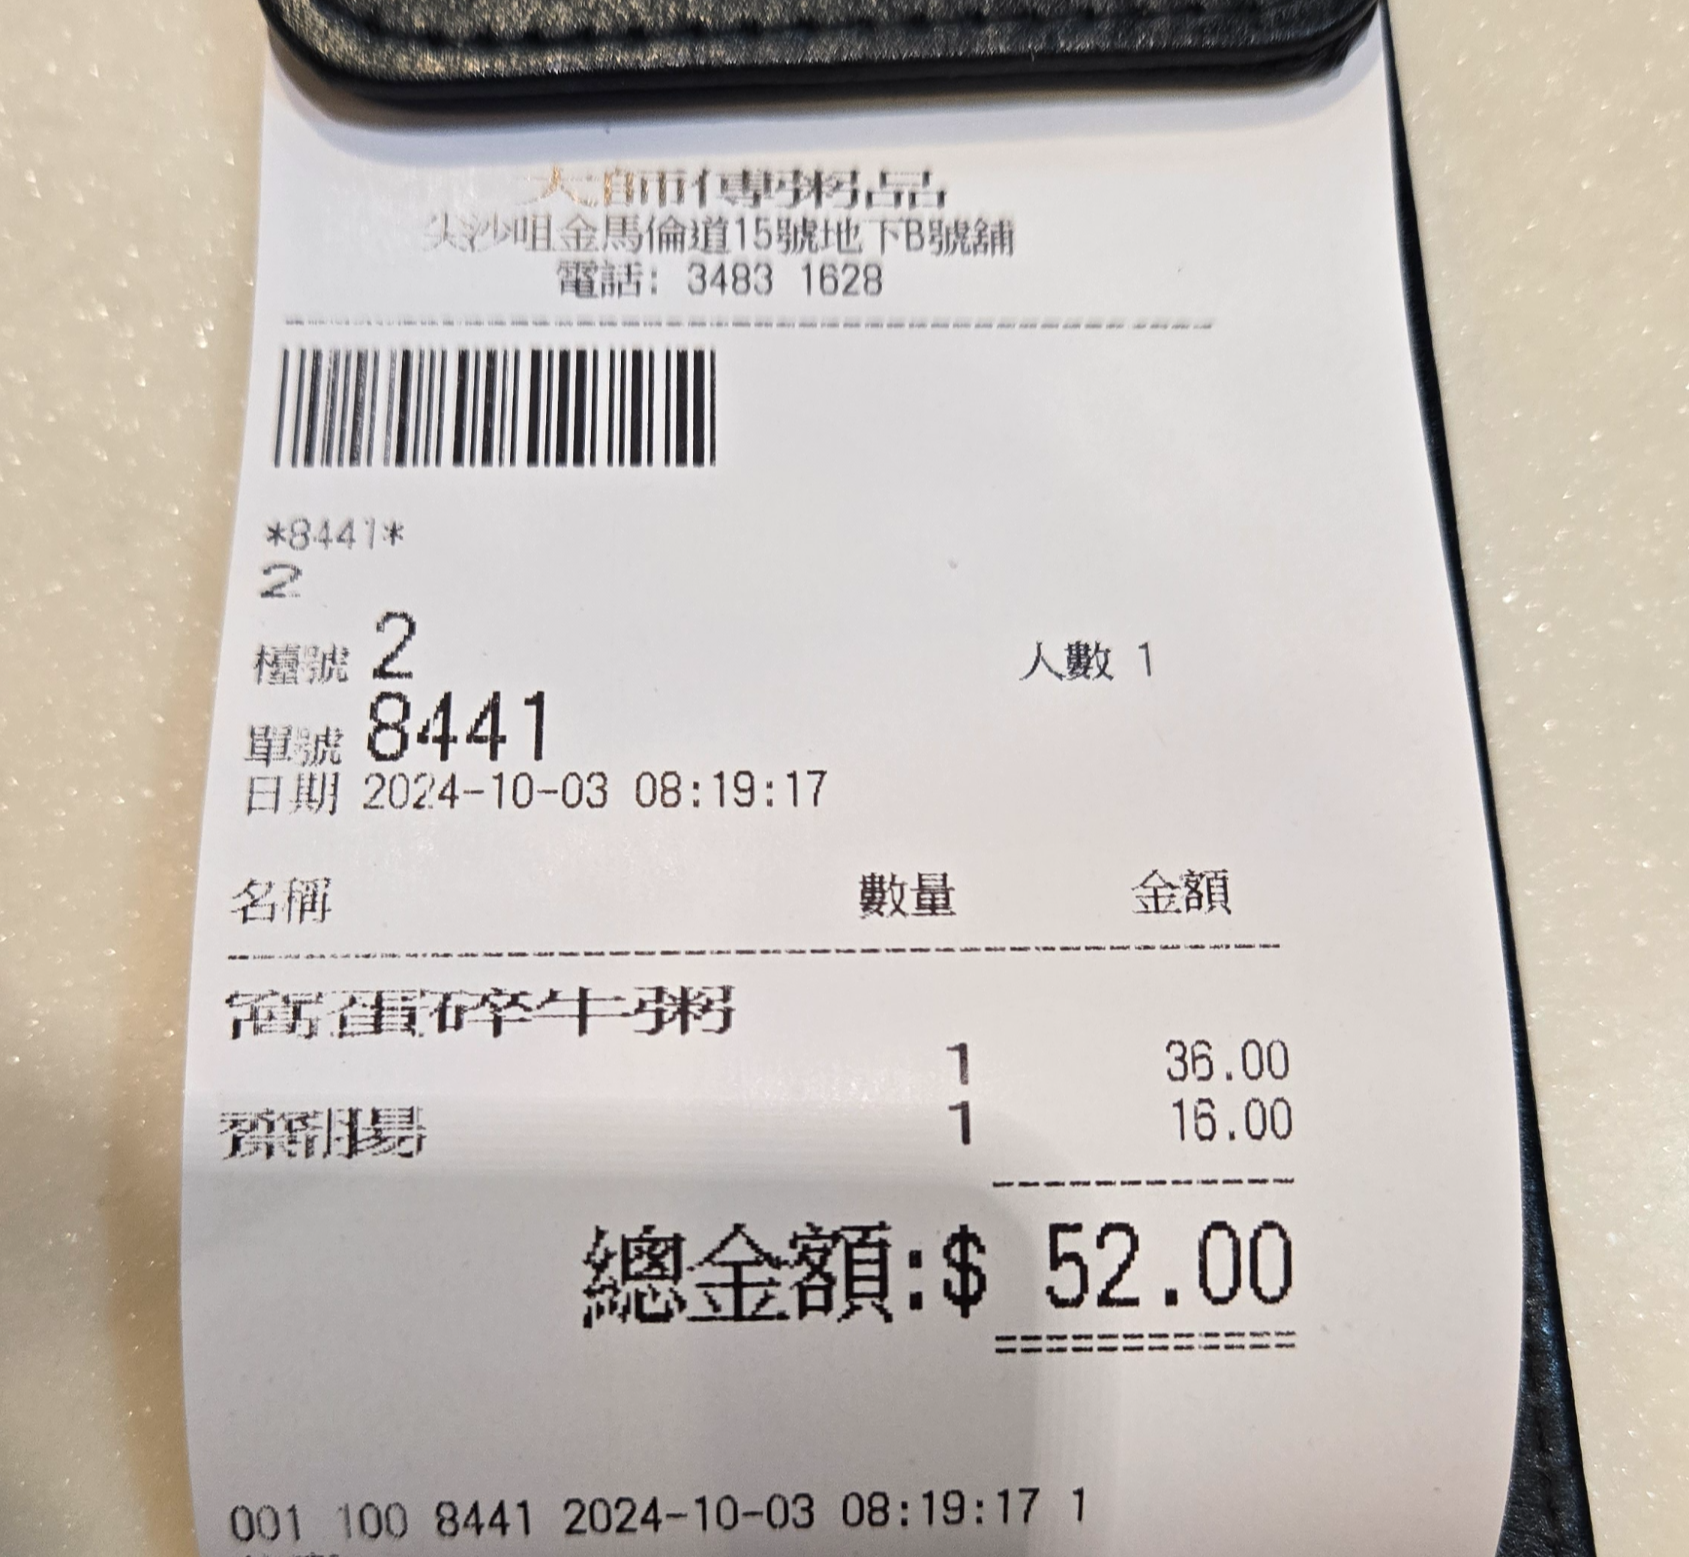 大師傅粥品
尖沙咀金馬倫道15號地下B號舖
電話: 3483 1628
*8441*
2
檯號 2 人數 1
單號 8441
日期 2024-10-03 08:19:17
名稱 數量 金額
窩蛋碎牛粥
1 36.00
齋腸 1 16.00
總金額:$ 52.00
001 100 8441 2024-10-03 08:19:17 1